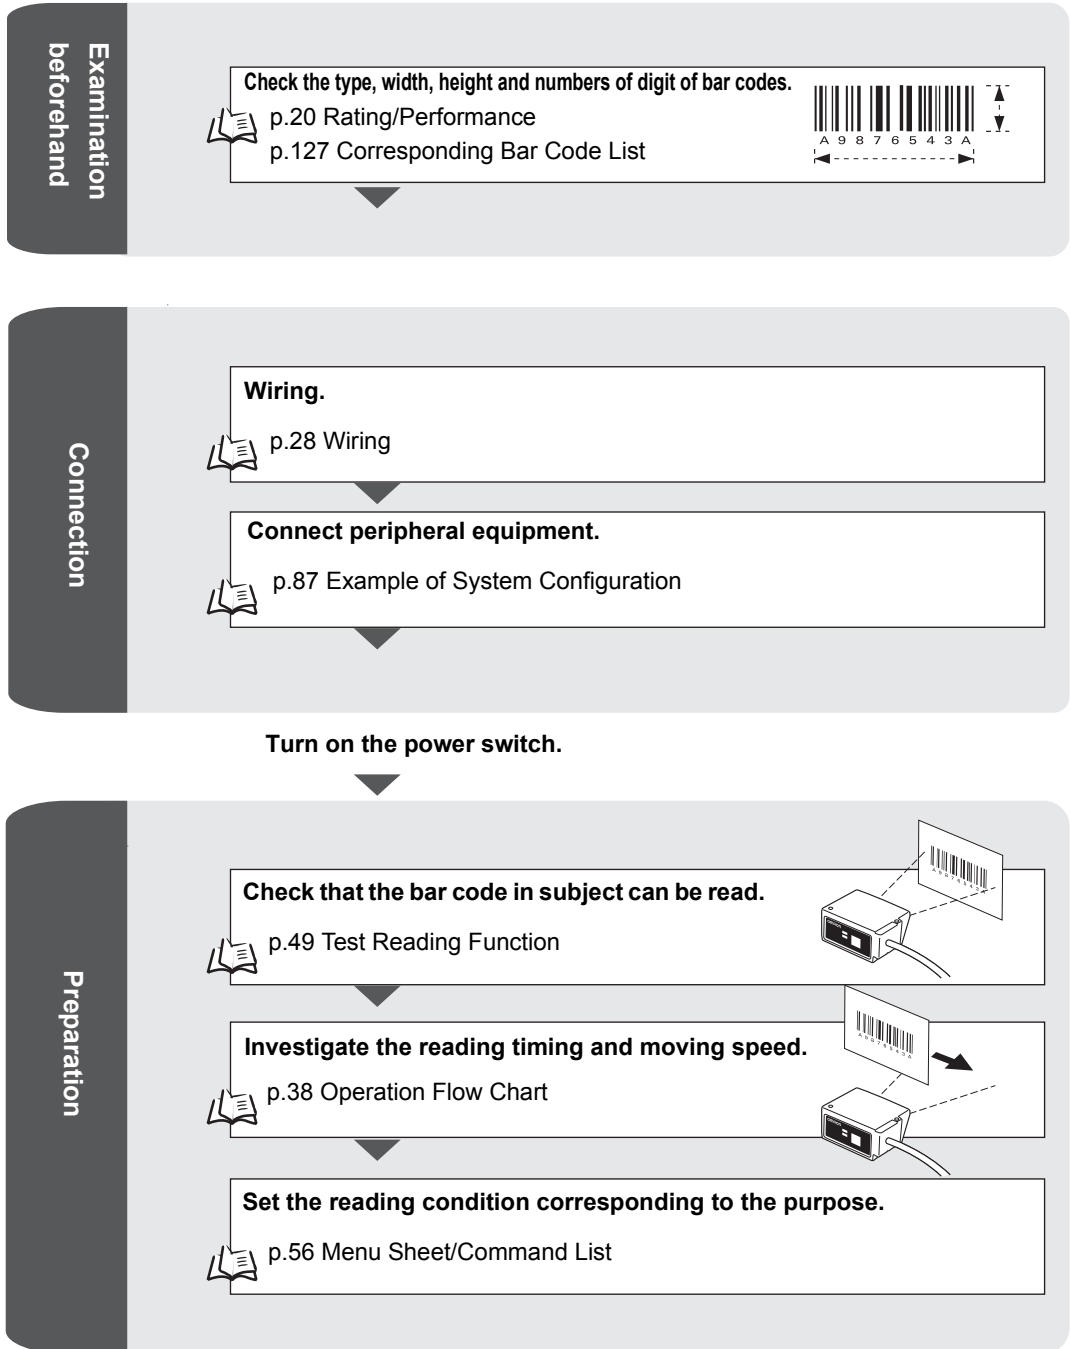 Examination
beforehand
Check the type, width, height and numbers of digit of bar codes.
p.20 Rating/Performance
p.127 Corresponding Bar Code List
A 9 8 7 6 5 4 3 A
Connection
Wiring.
p.28 Wiring
Connect peripheral equipment.
p.87 Example of System Configuration
Turn on the power switch.
Preparation
Check that the bar code in subject can be read.
p.49 Test Reading Function
Investigate the reading timing and moving speed.
p.38 Operation Flow Chart
Set the reading condition corresponding to the purpose.
p.56 Menu Sheet/Command List